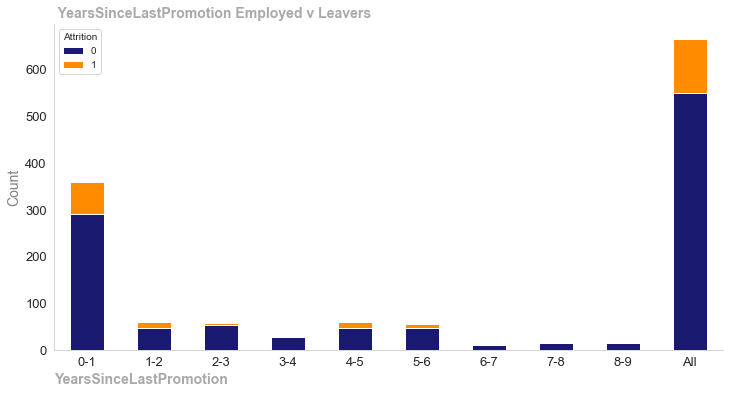 YearsSinceLastPromotion Employed v Leavers
Attrition
0
1
600
500
400
300
200
100
0
Count
0-1 1-2 2-3 3-4 4-5 5-6 6-7 7-8 8-9 All
YearsSinceLastPromotion